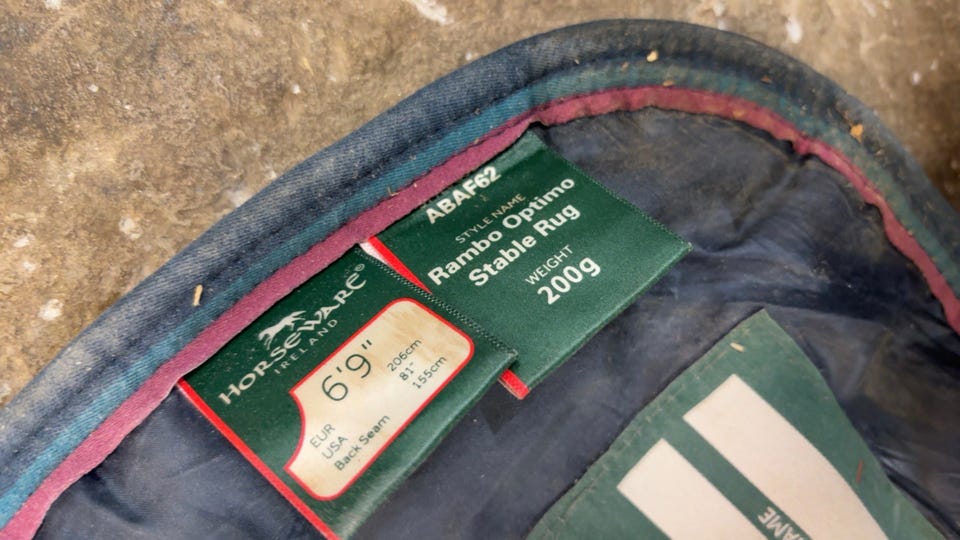 ABAF62
STYLE NAME
Rambo Optimo
Stable Rug
WEIGHT
200g
HORSEWARE®
IRELAND
6'9"
EUR 206cm
USA 81"
Back Seam 155cm